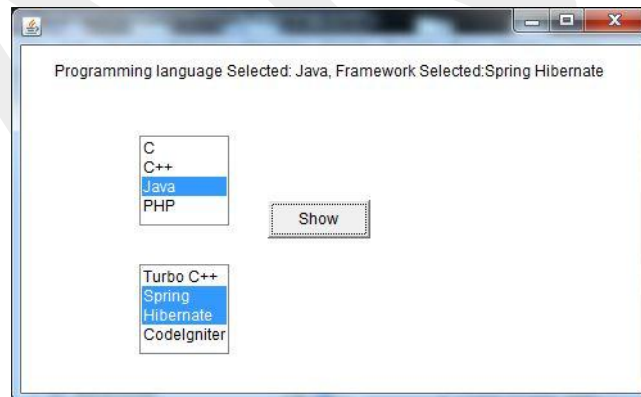 Programming language Selected: Java, Framework Selected:Spring Hibernate
C
C++
Java
PHP
Show
Turbo C++
Spring
Hibernate
CodeIgniter